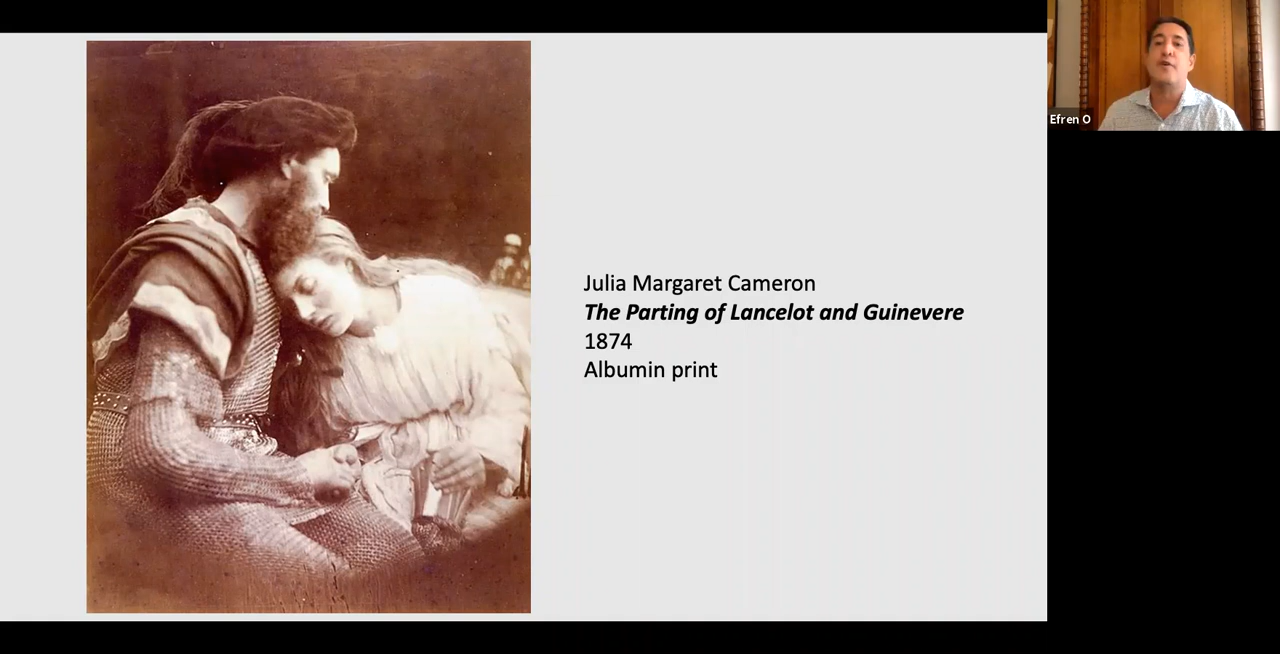 Julia Margaret Cameron
The Parting of Lancelot and Guinevere
1874
Albumin print
Efren O